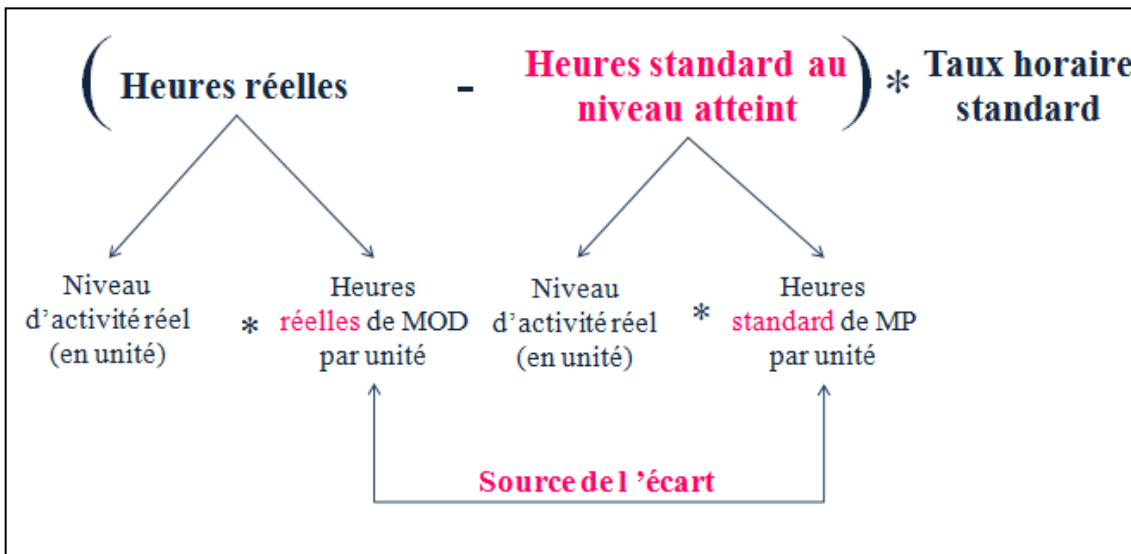 ( Heures réelles - Heures standard au niveau atteint ) * Taux horaire standard
Niveau d'activité réel (en unité) * Heures réelles de MOD par unité
Niveau d'activité réel (en unité) * Heures standard de MP par unité
Source de l 'écart